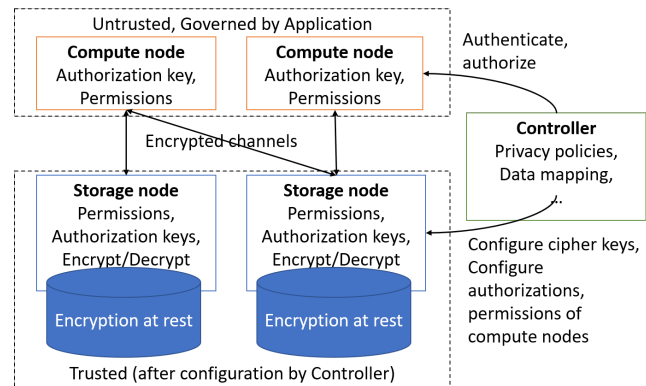 Untrusted, Governed by Application
Compute node
Authorization key,
Permissions
Compute node
Authorization key,
Permissions
Authenticate,
authorize
Encrypted channels
Controller
Privacy policies,
Data mapping,
...
Storage node
Permissions,
Authorization keys,
Encrypt/Decrypt
Encryption at rest
Storage node
Permissions,
Authorization keys,
Encrypt/Decrypt
Encryption at rest
Configure cipher keys,
Configure
authorizations,
permissions of
compute nodes
Trusted (after configuration by Controller)